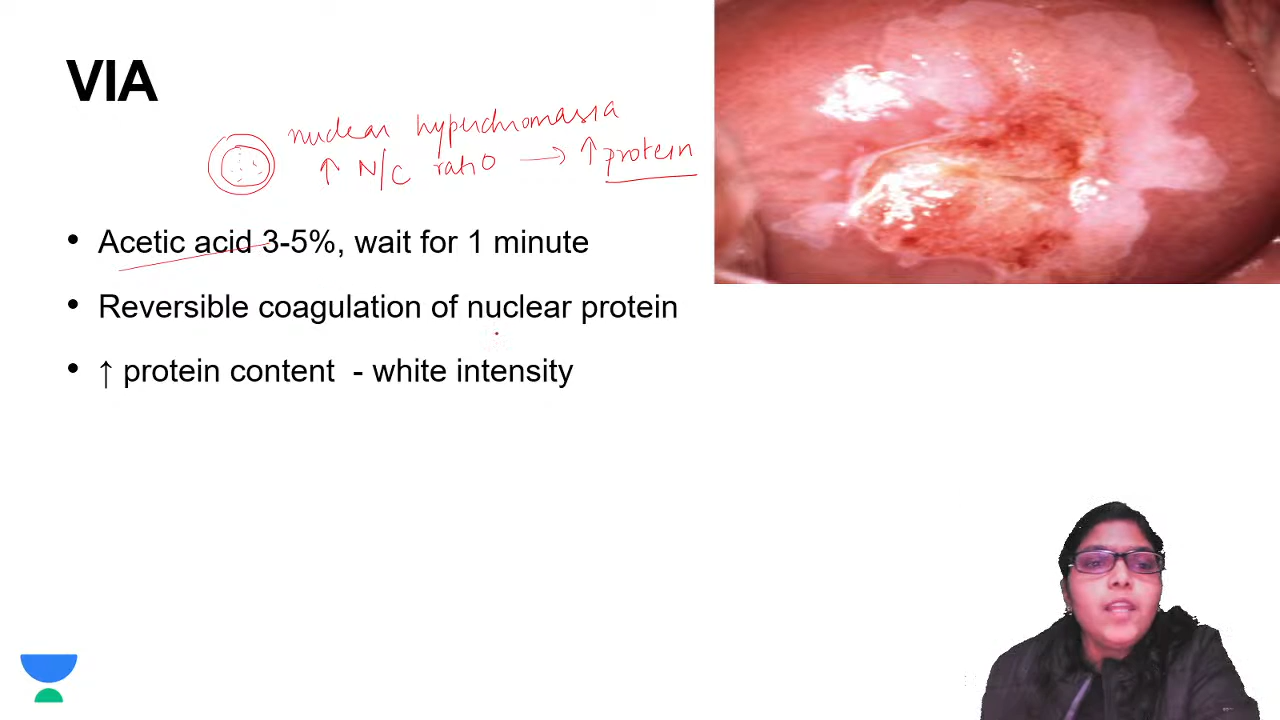 VIA
nuclear hyperchromasia
↑ N/C ratio → ↑ protein
• Acetic acid 3-5%, wait for 1 minute
• Reversible coagulation of nuclear protein
• ↑ protein content - white intensity